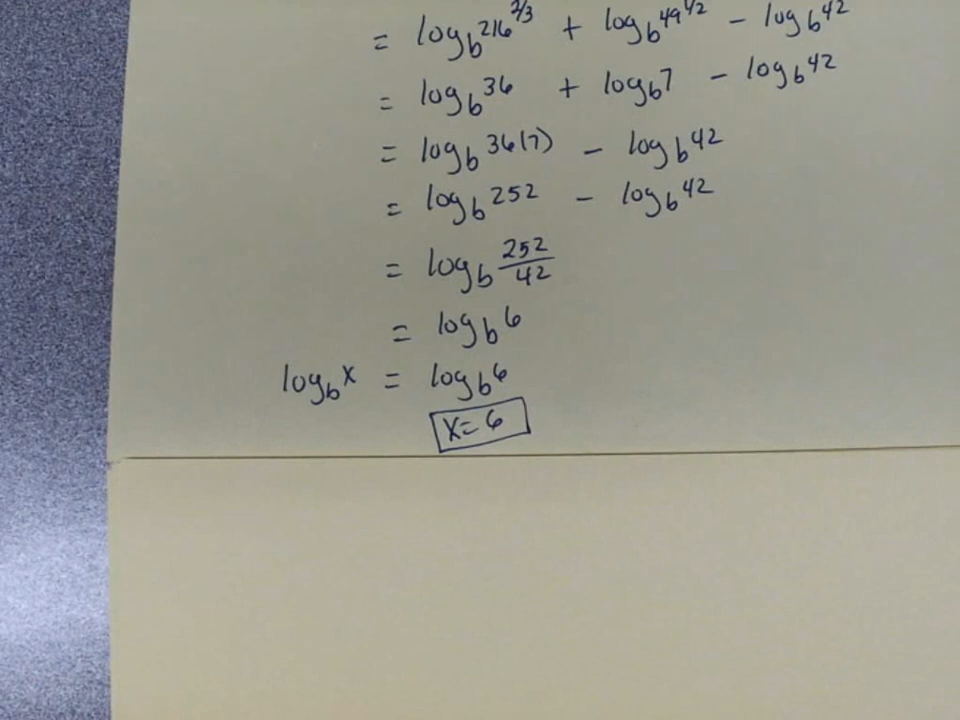 = log_b 216^2/3 + log_b 49^1/2 - log_b 42
= log_b 36 + log_b 7 - log_b 42
= log_b 36(7) - log_b 42
= log_b 252 - log_b 42
= log_b 252/42
= log_b 6
log_b x = log_b 6
x = 6